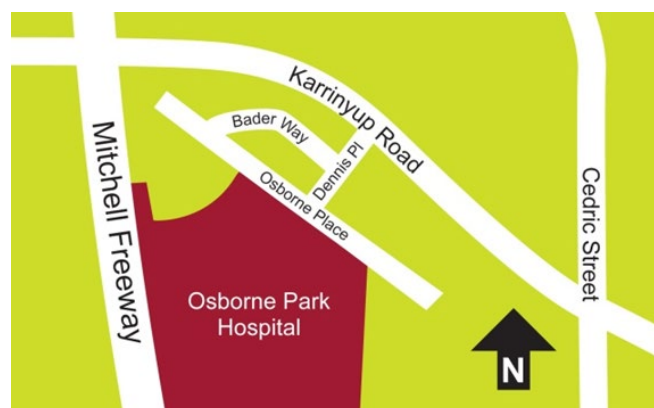 Karrinyup Road
Bader Way
Dennis Pl
Mitchell Freeway
Osborne Place
Cedric Street
Osborne Park
Hospital
N